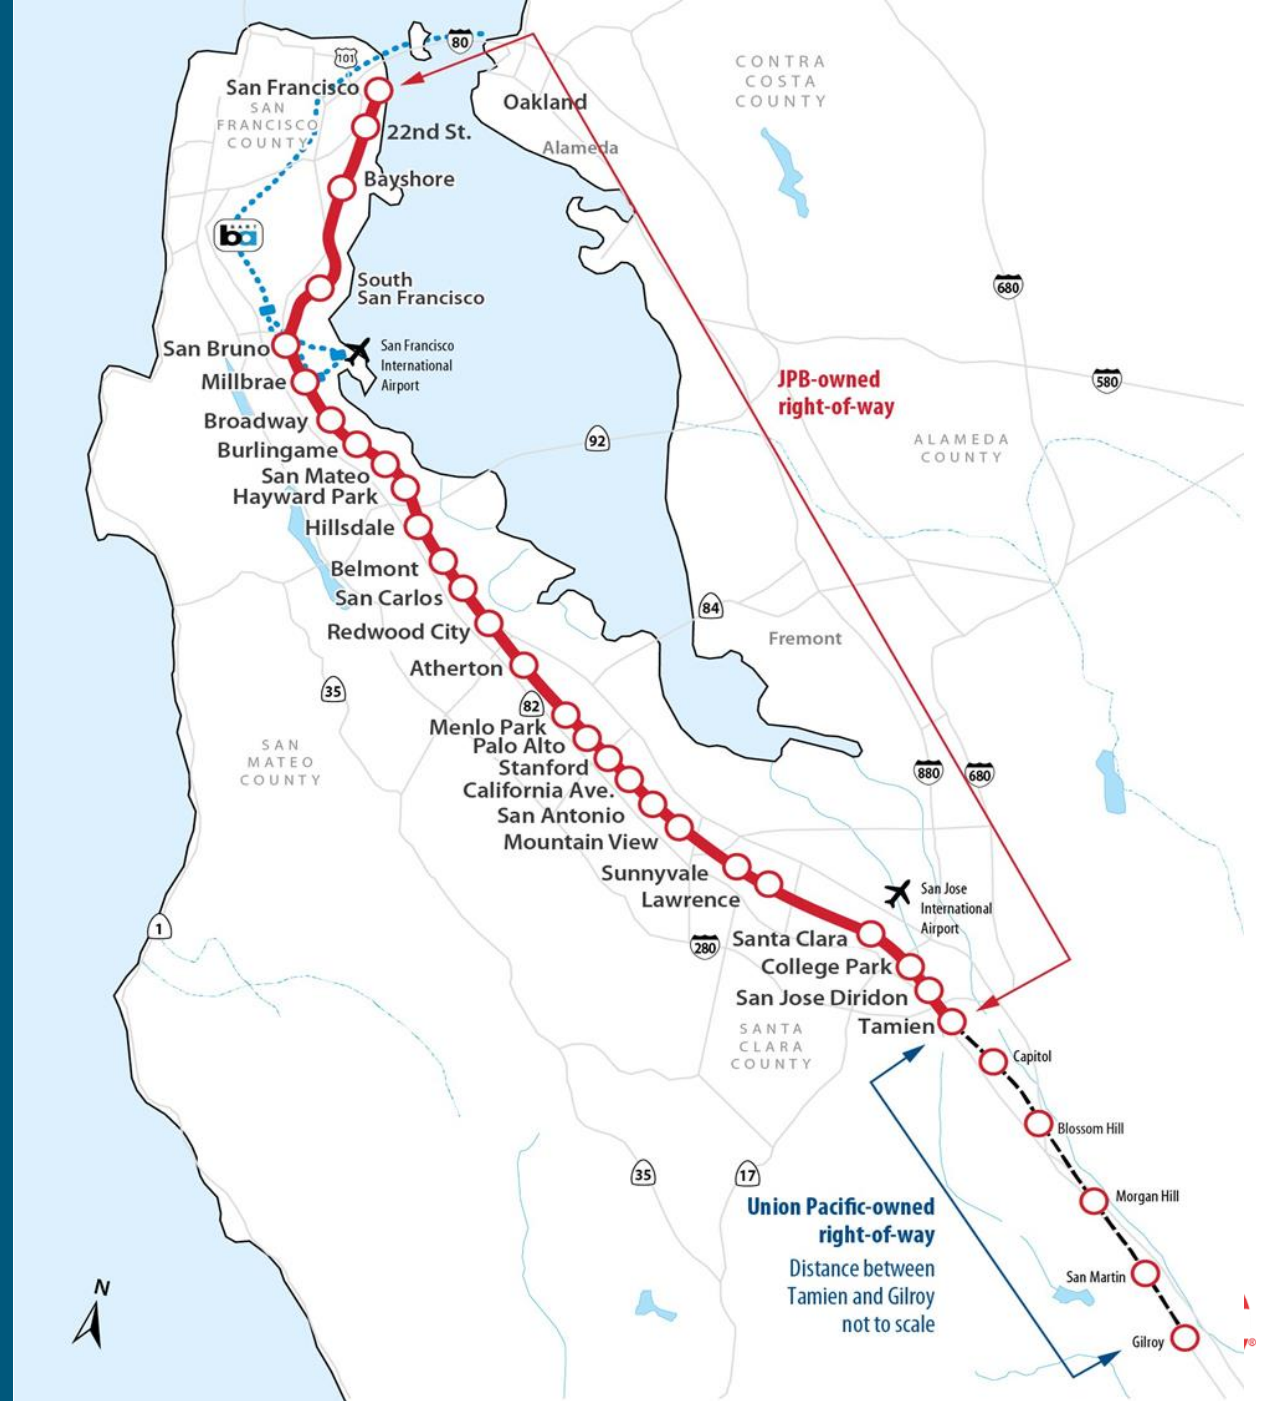 80
101
CONTRA
COSTA
COUNTY
San Francisco
Oakland
SAN
FRANCISCO
COUNTY
22nd St.
Alameda
Bayshore
BART
ba
South
San Francisco
680
San Bruno
San Francisco
International
Airport
Millbrae
JPB-owned
right-of-way
580
Broadway
92
ALAMEDA
COUNTY
Burlingame
San Mateo
Hayward Park
Hillsdale
Belmont
San Carlos
84
Redwood City
Fremont
Atherton
35
82
Menlo Park
Palo Alto
SAN
MATEO
COUNTY
Stanford
880
680
California Ave.
San Antonio
Mountain View
Sunnyvale
Lawrence
San Jose
International
Airport
1
280
Santa Clara
College Park
San Jose Diridon
Tamien
SANTA
CLARA
COUNTY
Capitol
Blossom Hill
35
17
Morgan Hill
Union Pacific-owned
right-of-way
Distance between
Tamien and Gilroy
not to scale
San Martin
N
Gilroy